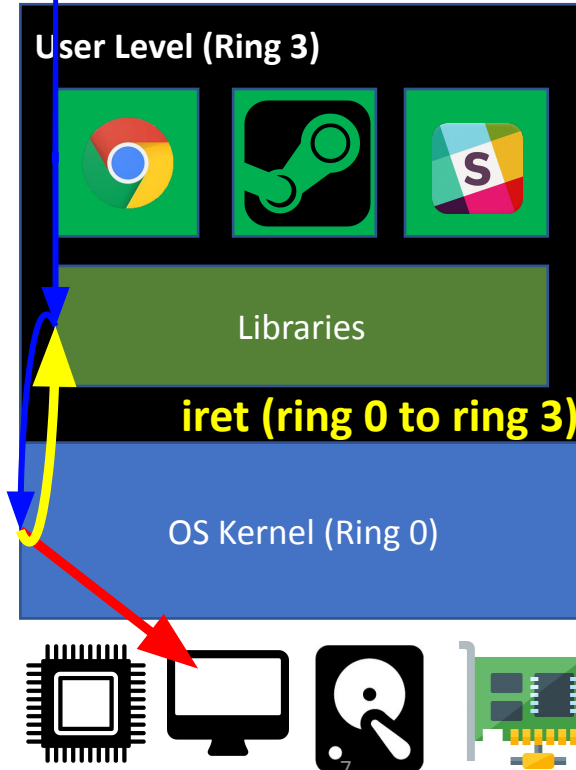 User Level (Ring 3)
S
Libraries
iret (ring 0 to ring 3)
OS Kernel (Ring 0)
7